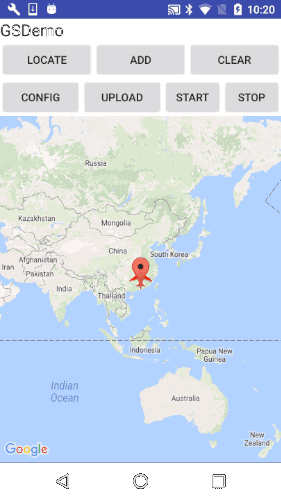 10:20
GSDemo
LOCATE ADD CLEAR
CONFIG UPLOAD START STOP
Russia
Kazakhstan
Mongolia
China
South Korea
Afghanistan
Iran
Pakistan
India
Thailand
Indonesia
Papua New
Guinea
Indian
Ocean
Australia
New
Zealand
Google